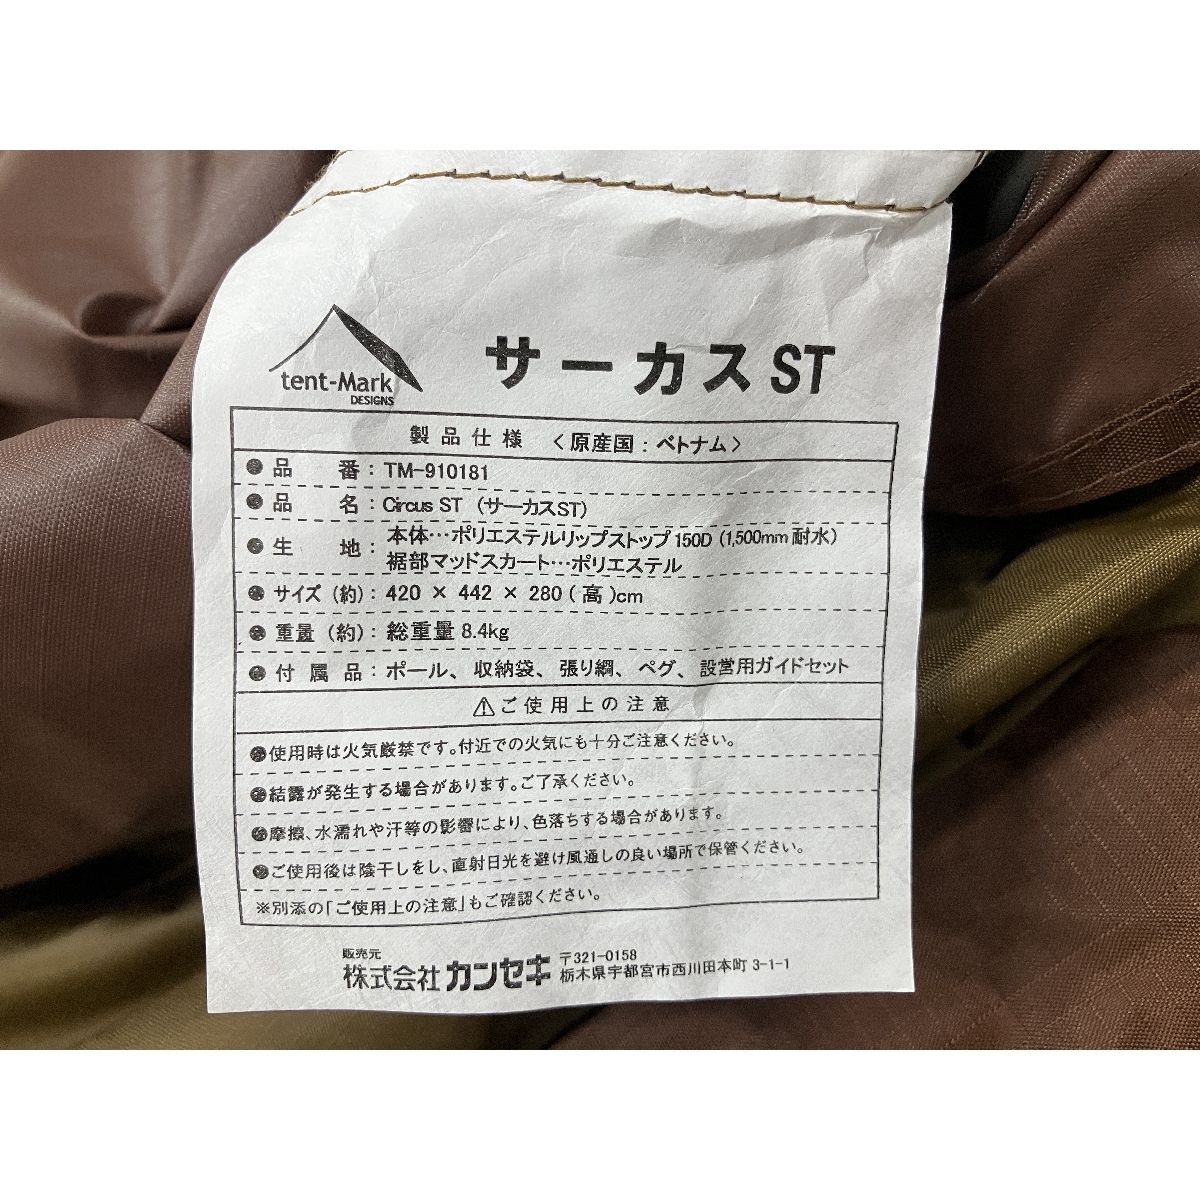 tent-Mark
DESIGNS
サーカスST
製品仕様 〈原産国:ベトナム〉
●品 番:TM-910181
●品 名:Circus ST (サーカスST)
●生 地:本体…ポリエステルリップストップ150D(1,500mm耐水)
裾部マッドスカート…ポリエステル
●サイズ(約):420 × 442 × 280(高)cm
●重量(約):総重量8.4kg
●付属品:ポール、収納袋、張り綱、ペグ、設営用ガイドセット
⚠ご使用上の注意
●使用時は火気厳禁です。付近での火気にも十分ご注意ください。
●結露が発生する場合があります。ご了承ください。
●摩擦、水濡れや汗等の影響により、色落ちする場合があります。
●ご使用後は陰干しをし、直射日光を避け風通しの良い場所で保管ください。
※別添の「ご使用上の注意」もご確認ください。
販売元
株式会社カンセキ
〒321-0158
栃木県宇都宮市西川田本町3-1-1